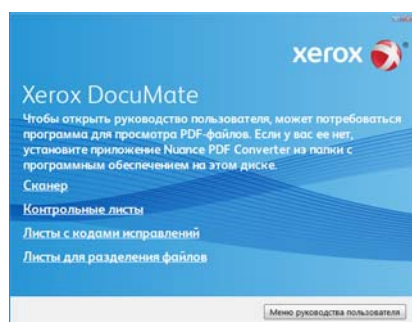 xerox
Xerox DocuMate
Чтобы открыть руководство пользователя, может потребоваться
программа для просмотра PDF-файлов. Если у вас ее нет,
установите приложение Nuance PDF Converter из папки с
программным обеспечением на этом диске.
Сканер
Контрольные листы
Листы с кодами исправлений
Листы для разделения файлов
Меню руководства пользователя